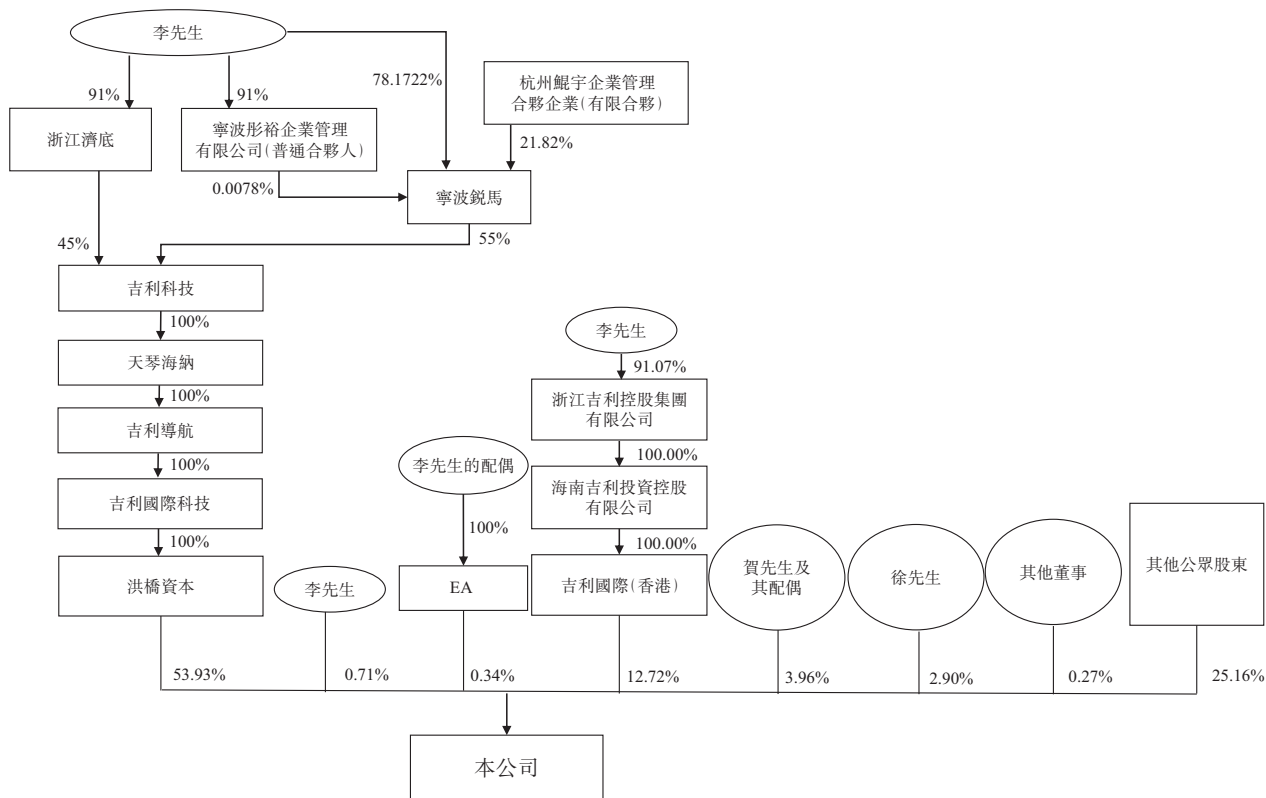 李先生
91%
91%
78.1722%
杭州鯤宇企業管理
合夥企業(有限合夥)
浙江濟底
寧波彤裕企業管理
有限公司(普通合夥人)
21.82%
0.0078%
寧波銳馬
45%
55%
吉利科技
100%
天琴海納
100%
吉利導航
100%
吉利國際科技
100%
洪橋資本
李先生
李先生的配偶
100%
EA
李先生
91.07%
浙江吉利控股集團
有限公司
100.00%
海南吉利投資控股
有限公司
100.00%
吉利國際(香港)
賀先生及
其配偶
徐先生
其他董事
其他公眾股東
53.93%
0.71%
0.34%
12.72%
3.96%
2.90%
0.27%
25.16%
本公司